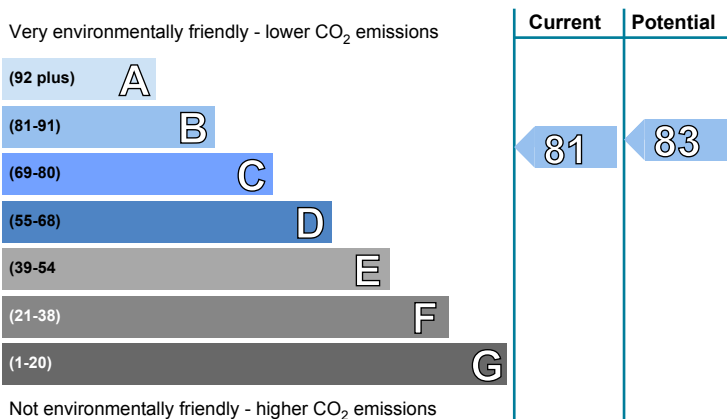 Current Potential
Very environmentally friendly - lower CO2 emissions
(92 plus) A
(81-91) B
(69-80) C
(55-68) D
(39-54 E
(21-38) F
(1-20) G
81 83
Not environmentally friendly - higher CO2 emissions